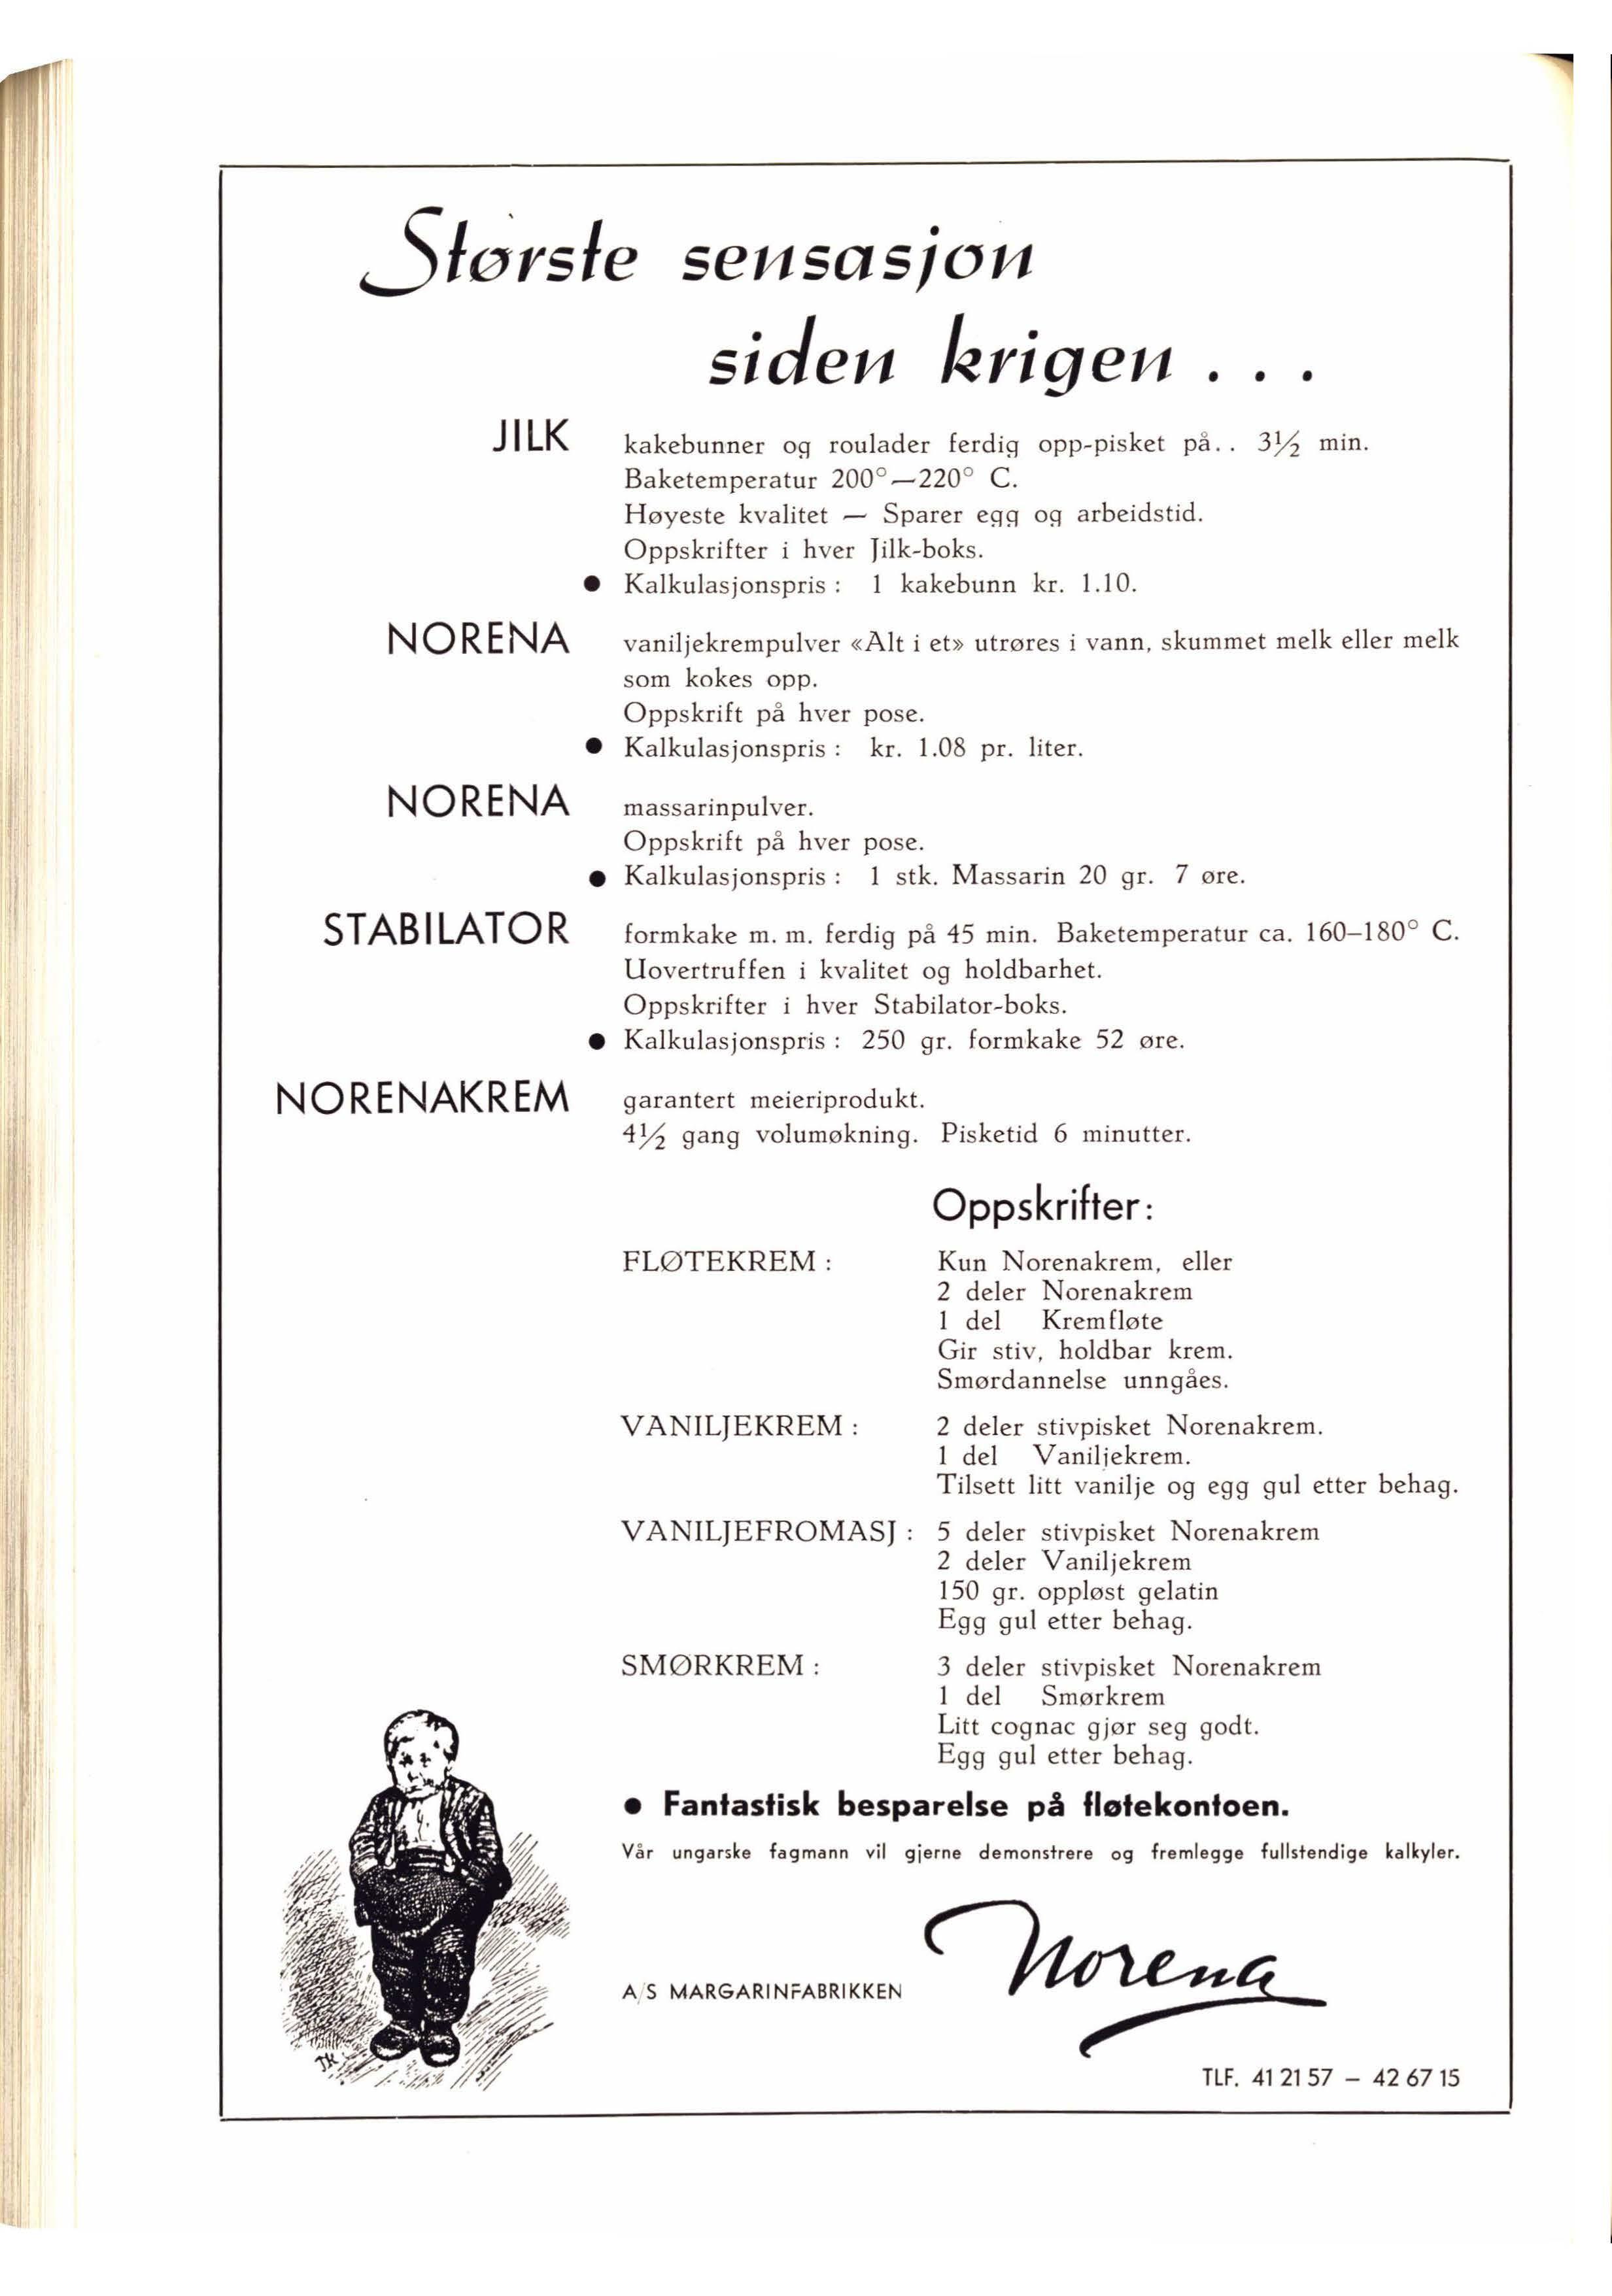 Største sensasjon
siden krigen . . .
JILK kakebunner og roulader ferdig opp-pisket på. . 3½ min.
Baketemperatur 200°—220° C.
Høyeste kvalitet — Sparer egg og arbeidstid.
Oppskrifter i hver Jilk-boks.
● Kalkulasjonspris : 1 kakebunn kr. 1.10.
NORENA vaniljekrempulver «Alt i et» utrøres i vann, skummet melk eller melk
som kokes opp.
Oppskrift på hver pose.
● Kalkulasjonspris : kr. 1.08 pr. liter.
NORENA massarinpulver.
Oppskrift på hver pose.
● Kalkulasjonspris : 1 stk. Massarin 20 gr. 7 øre.
STABILATOR formkake m. m. ferdig på 45 min. Baketemperatur ca. 160–180° C.
Uovertruffen i kvalitet og holdbarhet.
Oppskrifter i hver Stabilator-boks.
● Kalkulasjonspris : 250 gr. formkake 52 øre.
NORENAKREM garantert meieriprodukt.
4½ gang volumøkning. Pisketid 6 minutter.
Oppskrifter:
FLØTEKREM : Kun Norenakrem, eller
2 deler Norenakrem
1 del Kremfløte
Gir stiv, holdbar krem.
Smørdannelse unngåes.
VANILJEKREM : 2 deler stivpisket Norenakrem.
1 del Vaniljekrem.
Tilsett litt vanilje og egg gul etter behag.
VANILJEFROMASJ : 5 deler stivpisket Norenakrem
2 deler Vaniljekrem
150 gr. oppløst gelatin
Egg gul etter behag.
SMØRKREM : 3 deler stivpisket Norenakrem
1 del Smørkrem
Litt cognac gjør seg godt.
Egg gul etter behag.
● Fantastisk besparelse på fløtekontoen.
Vår ungarske fagmann vil gjerne demonstrere og fremlegge fullstendige kalkyler.
A/S MARGARINFABRIKKEN Norena
TK
TLF. 41 21 57 – 42 67 15